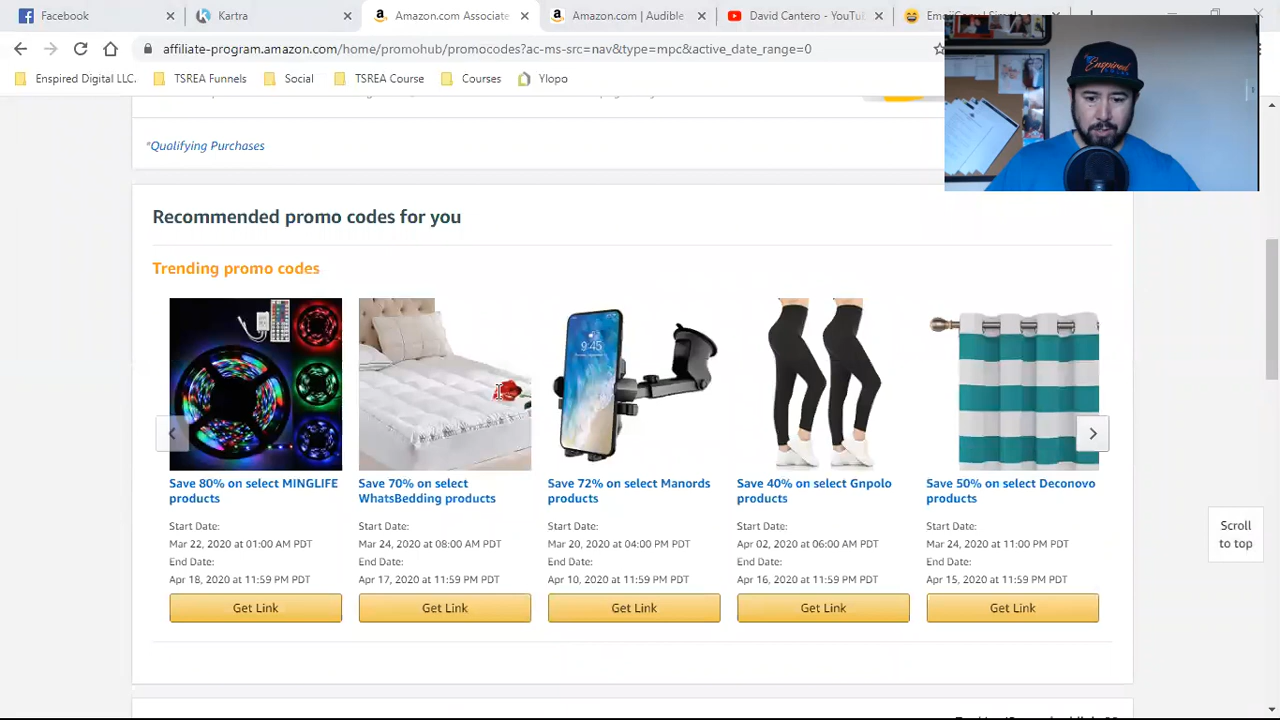 Facebook
Kartra
Amazon.com Associate
Amazon.com | Audible
David Cantero - YouTu
affiliate-program.amazon.com/home/promohub/promocodes?ac-ms-src=nav&type=mpc&active_date_range=0
Enspired Digital LLC.
TSREA Funnels
Social
Courses
Ylopo
Enspired
*Qualifying Purchases
Recommended promo codes for you
Trending promo codes
9:45
Save 80% on select MINGLIFE products
Start Date:
Mar 22, 2020 at 01:00 AM PDT
End Date:
Apr 18, 2020 at 11:59 PM PDT
Get Link
Save 70% on select WhatsBedding products
Start Date:
Mar 24, 2020 at 08:00 AM PDT
End Date:
Apr 17, 2020 at 11:59 PM PDT
Get Link
Save 72% on select Manords products
Start Date:
Mar 20, 2020 at 04:00 PM PDT
End Date:
Apr 10, 2020 at 11:59 PM PDT
Get Link
Save 40% on select Gnpolo products
Start Date:
Apr 02, 2020 at 06:00 AM PDT
End Date:
Apr 16, 2020 at 11:59 PM PDT
Get Link
Save 50% on select Deconovo products
Start Date:
Mar 24, 2020 at 11:00 PM PDT
End Date:
Apr 15, 2020 at 11:59 PM PDT
Get Link
Scroll
to top